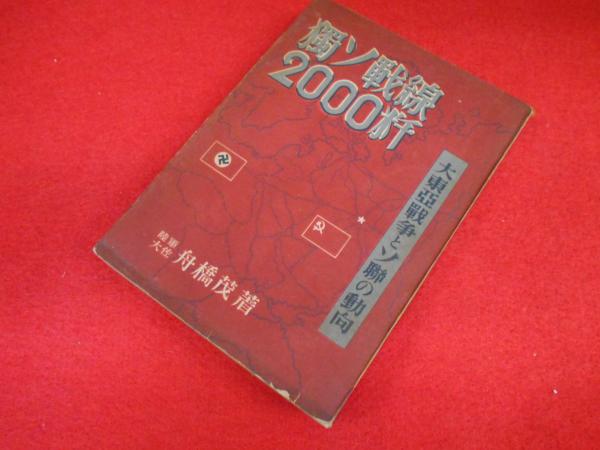 獨ソ戰線
2000粁
大東亞戰爭とソ聯の動向
陸軍大佐 舟橋茂著